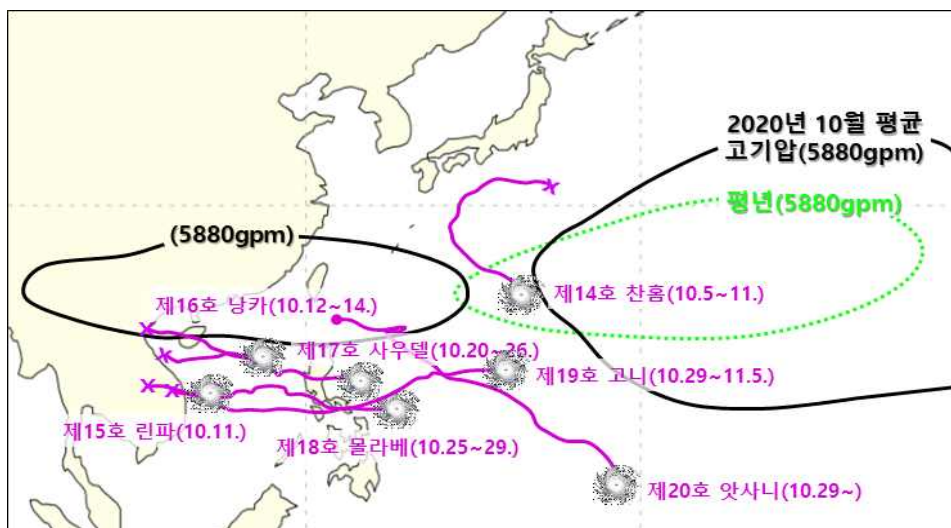 2020년 10월 평균
고기압(5880gpm)
평년(5880gpm)
(5880gpm)
제16호 낭카(10.12~14.)
제14호 찬홈(10.5~11.)
제17호 사우델(10.20~26.)
제19호 고니(10.29~11.5.)
제15호 린파(10.11.)
제18호 몰라베(10.25~29.)
제20호 앗사니(10.29~)